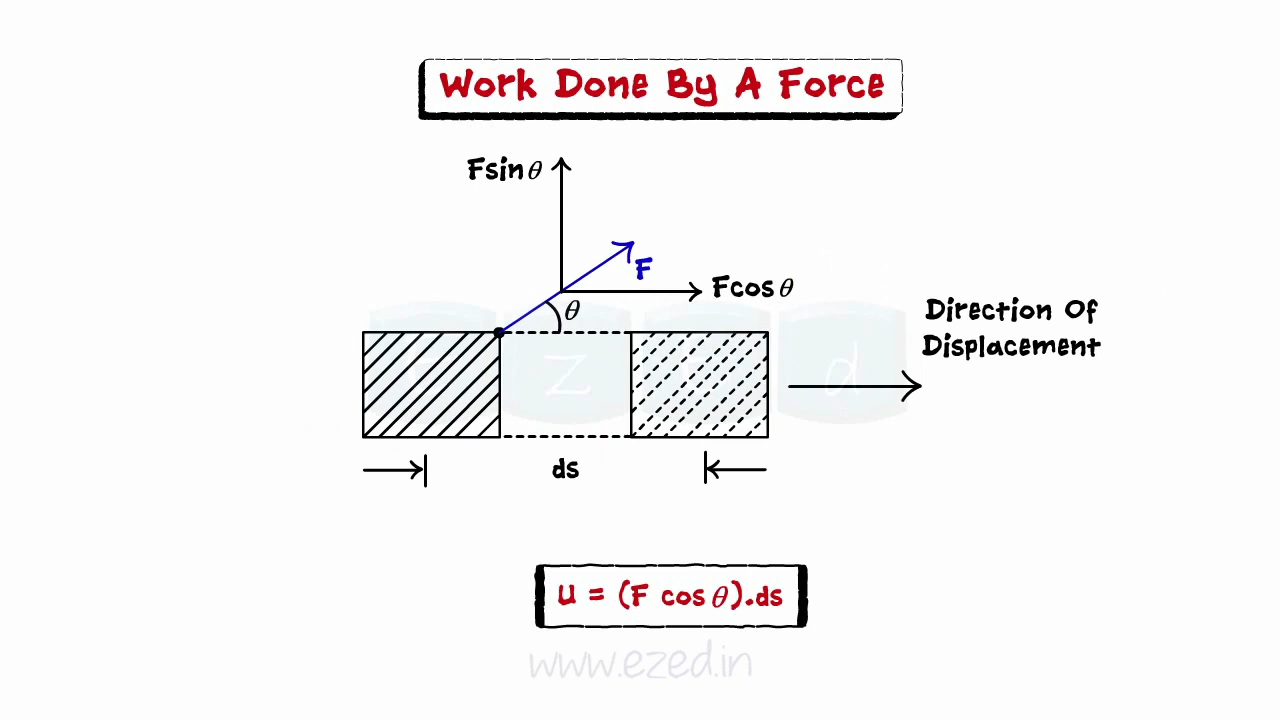 Work Done By A Force
Fsinθ
F
Fcosθ
θ
Direction Of
Displacement
Z
d
ds
U = (F cosθ).ds
www.ezed.in